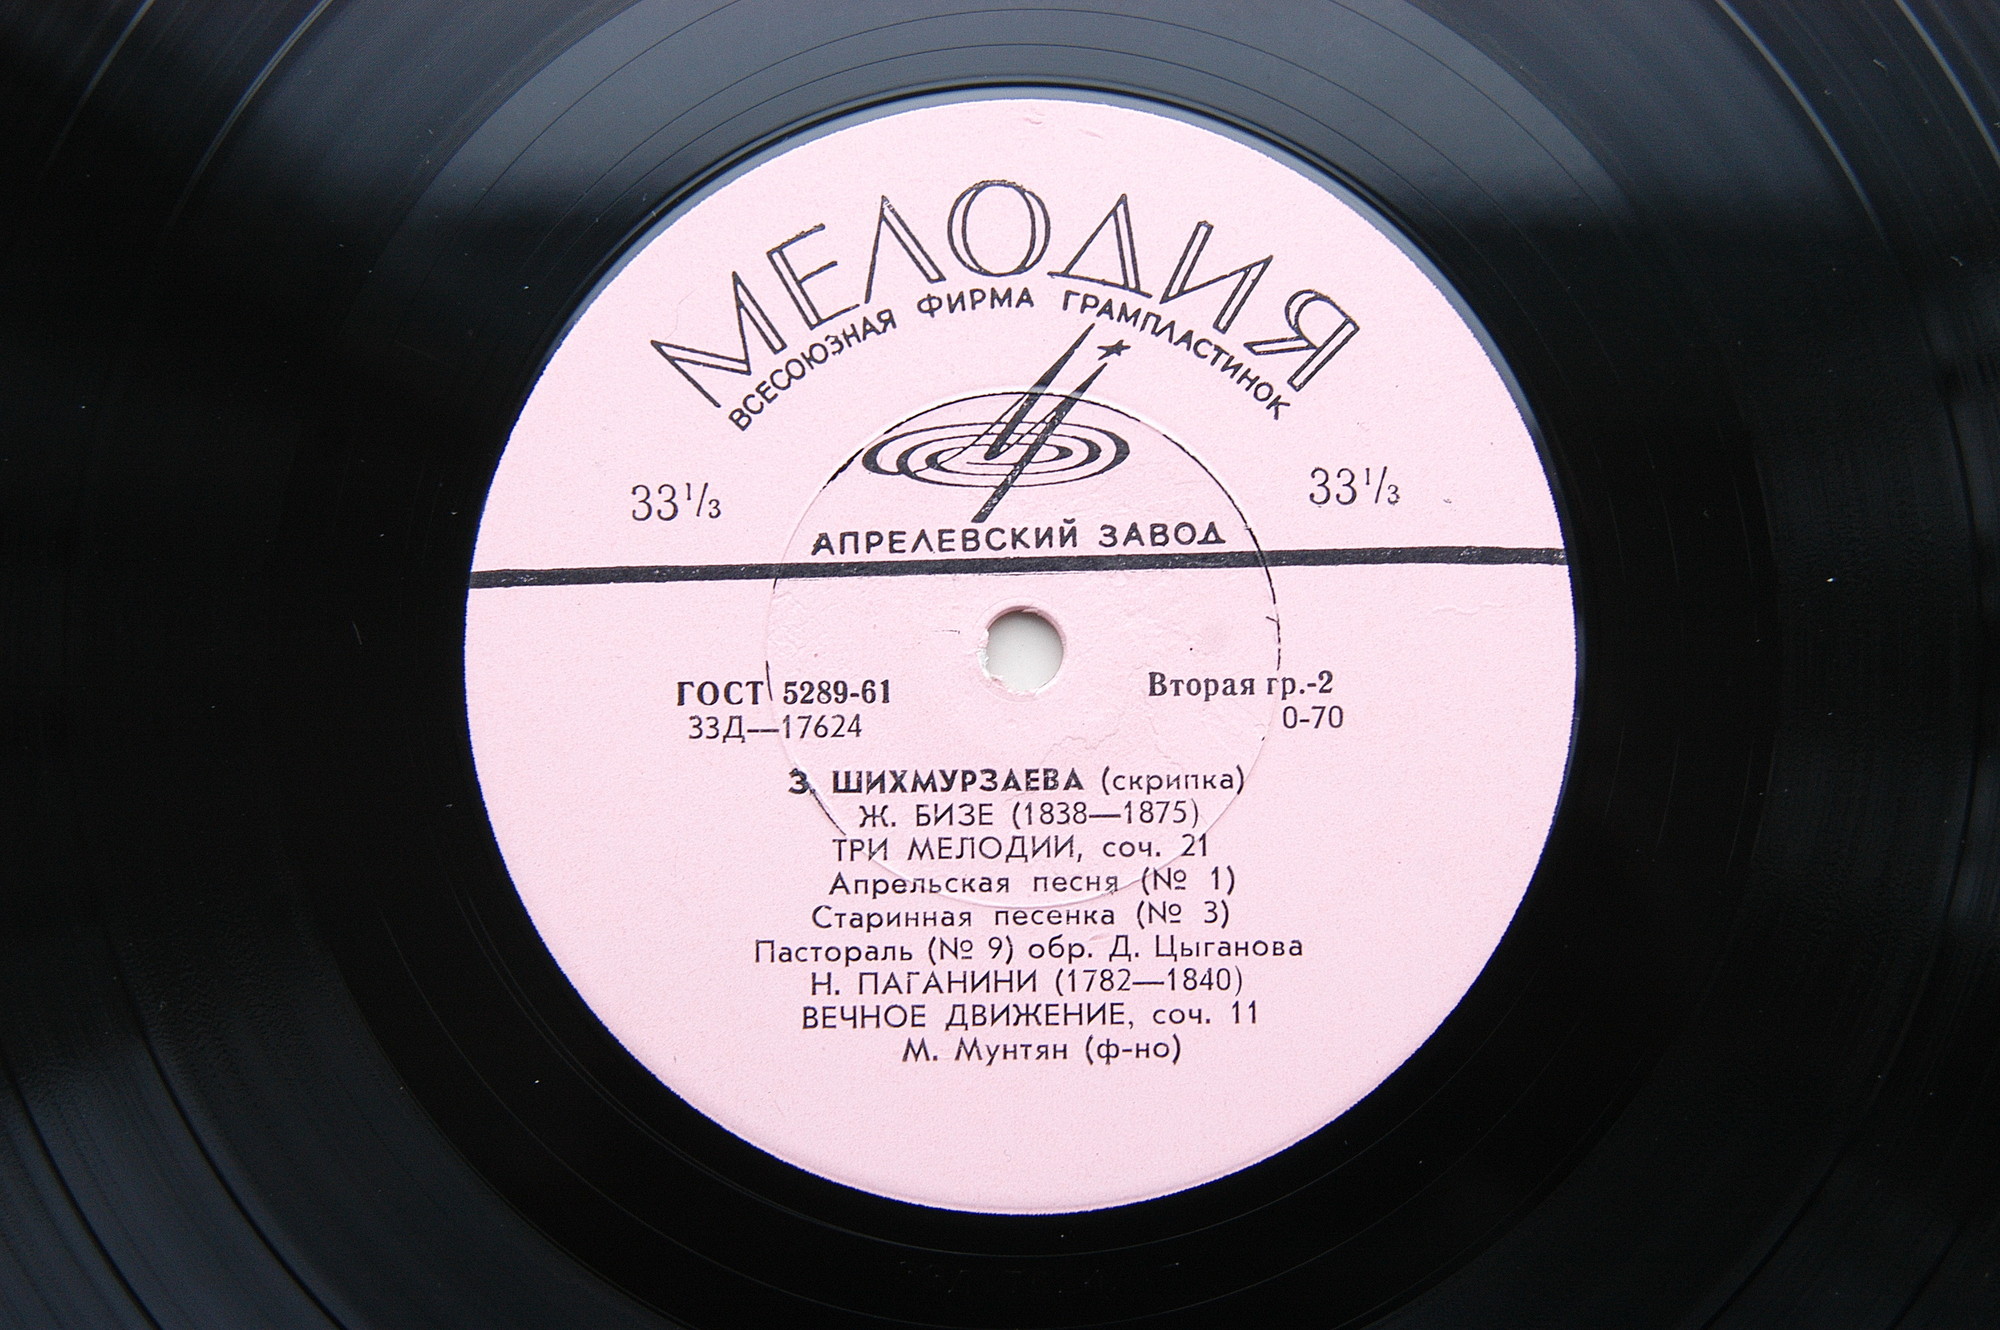 МЕЛОДИЯ
ВСЕСОЮЗНАЯ ФИРМА ГРАМПЛАСТИНОК
33⅓ 33⅓
АПРЕЛЕВСКИЙ ЗАВОД
ГОСТ 5289-61 Вторая гр.-2
33Д—17624 0-70
З. ШИХМУРЗАЕВА (скрипка)
Ж. БИЗЕ (1838—1875)
ТРИ МЕЛОДИИ, соч. 21
Апрельская песня (№ 1)
Старинная песенка (№ 3)
Пастораль (№ 9) обр. Д. Цыганова
Н. ПАГАНИНИ (1782—1840)
ВЕЧНОЕ ДВИЖЕНИЕ, соч. 11
М. Мунтян (ф-но)